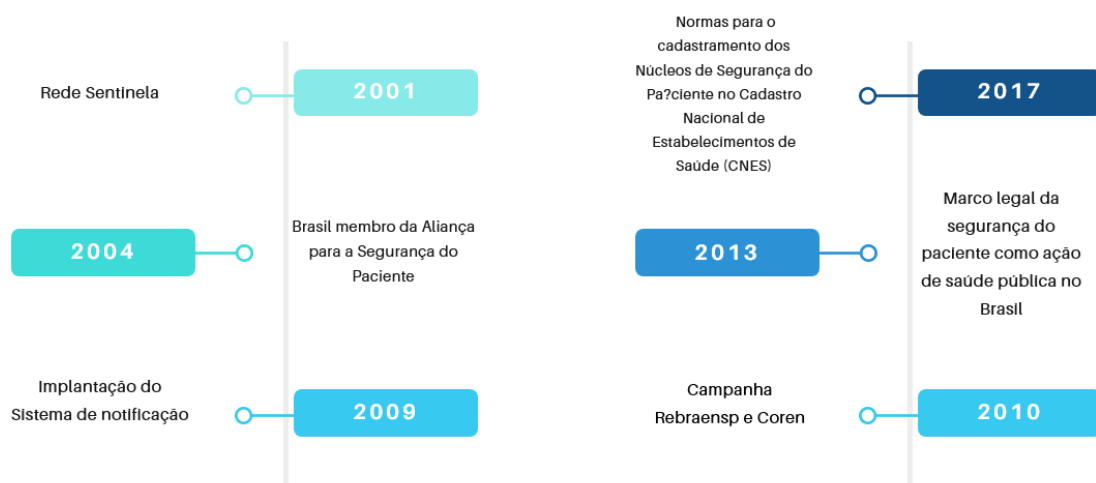 Rede Sentinela
2001
2004
Brasil membro da Aliança
para a Segurança do
Paciente
Implantação do
Sistema de notificação
2009
Normas para o
cadastramento dos
Núcleos de Segurança do
Pa?ciente no Cadastro
Nacional de
Estabelecimentos de
Saúde (CNES)
2017
2013
Marco legal da
segurança do
paciente como ação
de saúde pública no
Brasil
Campanha
Rebraensp e Coren
2010